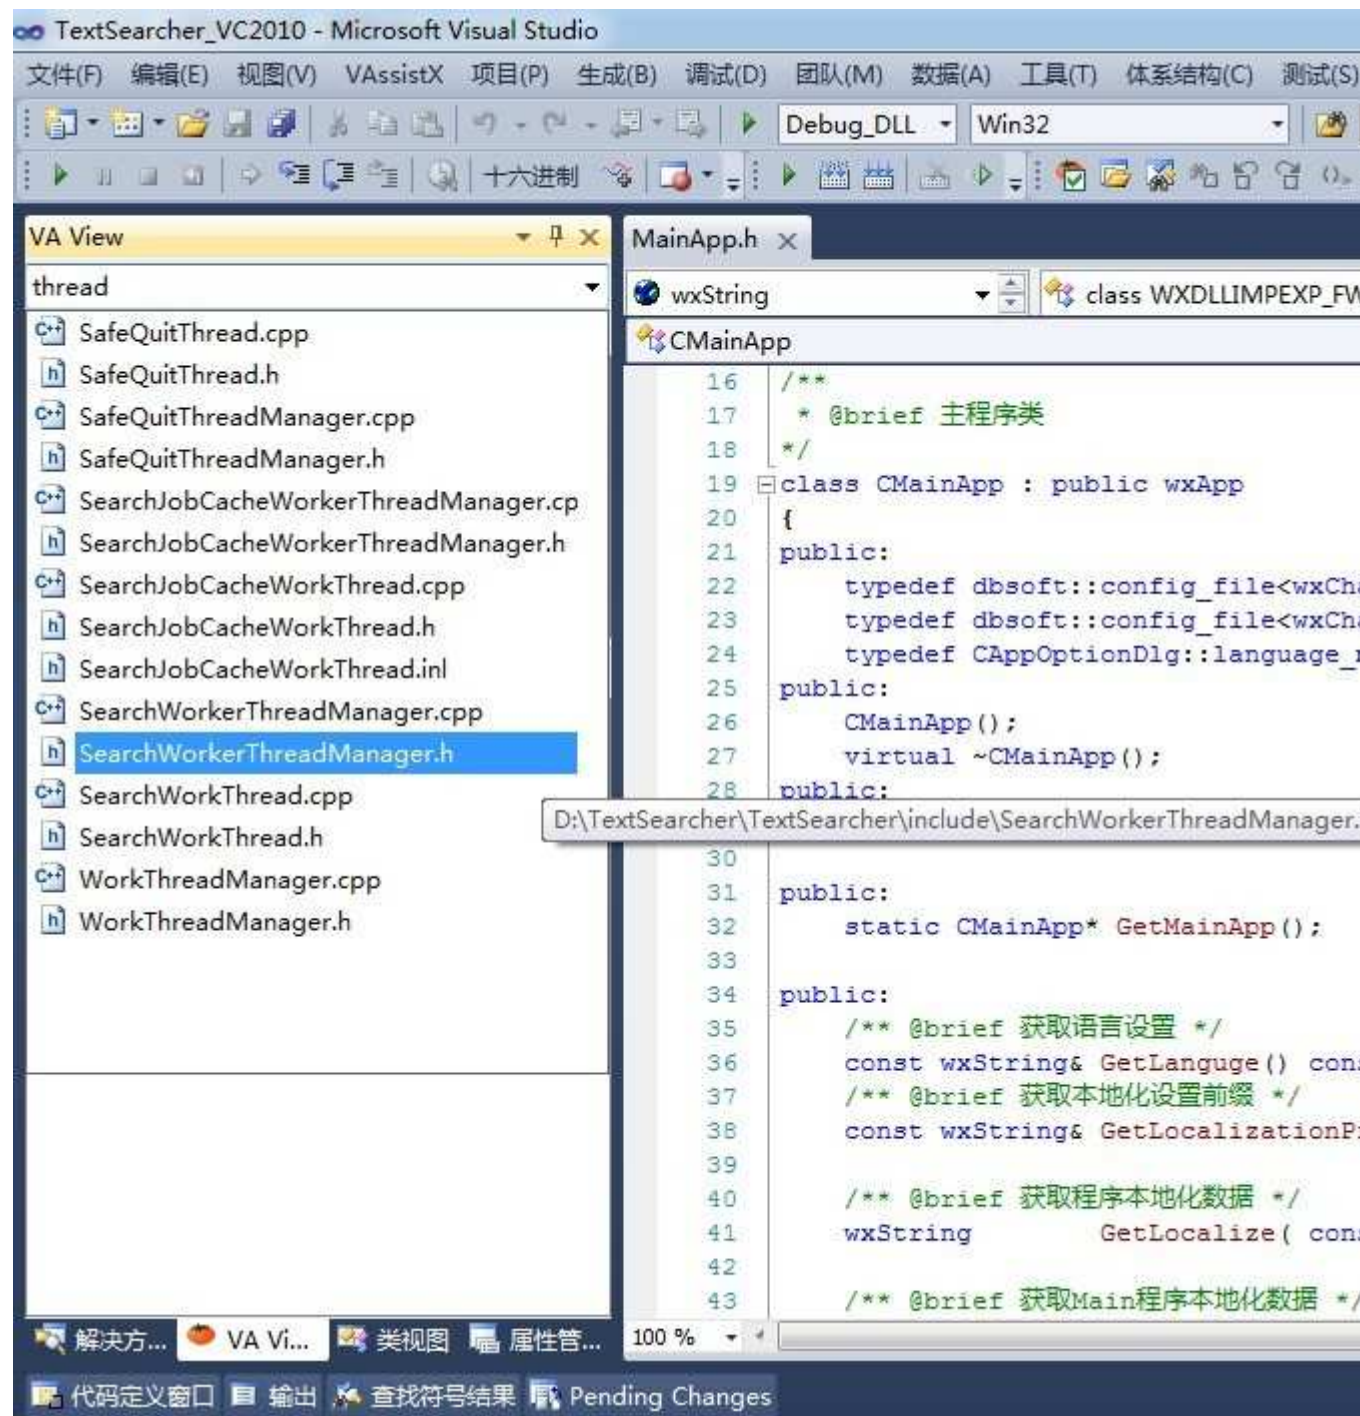 TextSearcher_VC2010 - Microsoft Visual Studio
文件(F) 编辑(E) 视图(V) VAssistX 项目(P) 生成(B) 调试(D) 团队(M) 数据(A) 工具(T) 体系结构(C) 测试(S)
Debug_DLL Win32
十六进制
VA View
thread
SafeQuitThread.cpp
SafeQuitThread.h
SafeQuitThreadManager.cpp
SafeQuitThreadManager.h
SearchJobCacheWorkerThreadManager.cp
SearchJobCacheWorkerThreadManager.h
SearchJobCacheWorkThread.cpp
SearchJobCacheWorkThread.h
SearchJobCacheWorkThread.inl
SearchWorkerThreadManager.cpp
SearchWorkerThreadManager.h
SearchWorkThread.cpp
SearchWorkThread.h
WorkThreadManager.cpp
WorkThreadManager.h
D:\TextSearcher\TextSearcher\include\SearchWorkerThreadManager.
MainApp.h
wxString class WXDLLIMPEXP_FW
CMainApp
16 /**
17 * @brief 主程序类
18 */
19 class CMainApp : public wxApp
20 {
21 public:
22 typedef dbsoft::config_file<wxCha
23 typedef dbsoft::config_file<wxCha
24 typedef CAppOptionDlg::language_
25 public:
26 CMainApp();
27 virtual ~CMainApp();
28 public:
30
31 public:
32 static CMainApp* GetMainApp();
33
34 public:
35 /** @brief 获取语言设置 */
36 const wxString& GetLanguge() cons
37 /** @brief 获取本地化设置前缀 */
38 const wxString& GetLocalizationP
39
40 /** @brief 获取程序本地化数据 */
41 wxString GetLocalize( cons
42
43 /** @brief 获取Main程序本地化数据 */
100 %
解决方... VA Vi... 类视图 属性管...
代码定义窗口 输出 查找符号结果 Pending Changes